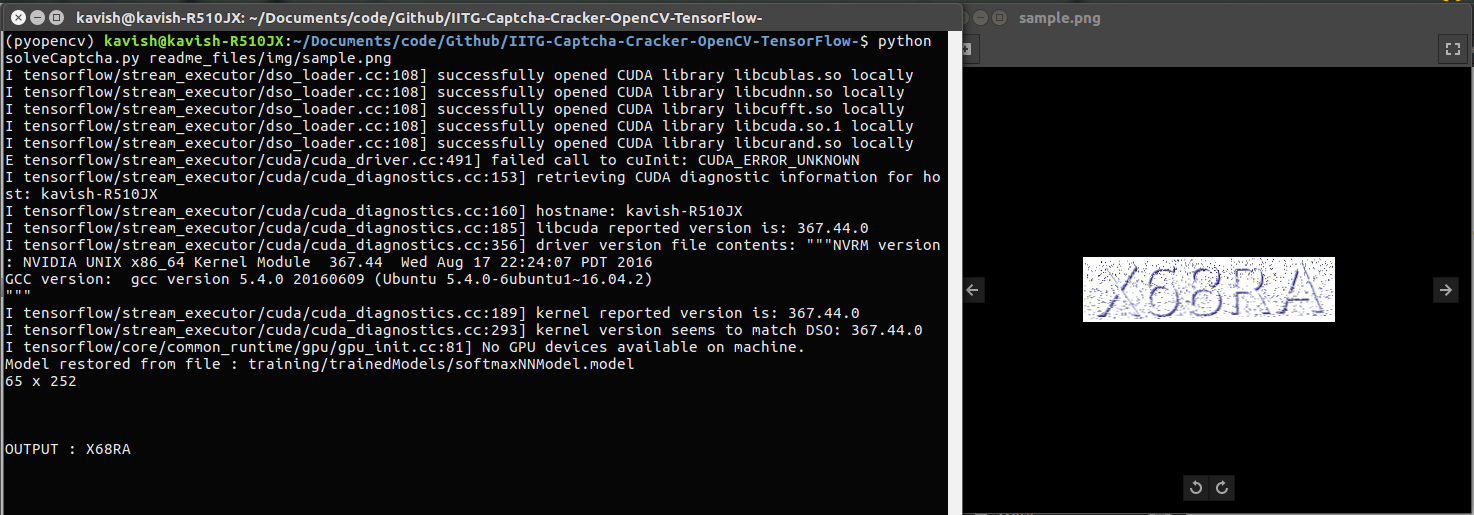 kavish@kavish-R510JX: ~/Documents/code/Github/IITG-Captcha-Cracker-OpenCV-TensorFlow-
(pyopencv) kavish@kavish-R510JX:~/Documents/code/Github/IITG-Captcha-Cracker-OpenCV-TensorFlow-$ python
solveCaptcha.py readme_files/img/sample.png
I tensorflow/stream_executor/dso_loader.cc:108] successfully opened CUDA library libcublas.so locally
I tensorflow/stream_executor/dso_loader.cc:108] successfully opened CUDA library libcudnn.so locally
I tensorflow/stream_executor/dso_loader.cc:108] successfully opened CUDA library libcufft.so locally
I tensorflow/stream_executor/dso_loader.cc:108] successfully opened CUDA library libcuda.so.1 locally
I tensorflow/stream_executor/dso_loader.cc:108] successfully opened CUDA library libcurand.so locally
E tensorflow/stream_executor/cuda/cuda_driver.cc:491] failed call to cuInit: CUDA_ERROR_UNKNOWN
I tensorflow/stream_executor/cuda/cuda_diagnostics.cc:153] retrieving CUDA diagnostic information for ho
st: kavish-R510JX
I tensorflow/stream_executor/cuda/cuda_diagnostics.cc:160] hostname: kavish-R510JX
I tensorflow/stream_executor/cuda/cuda_diagnostics.cc:185] libcuda reported version is: 367.44.0
I tensorflow/stream_executor/cuda/cuda_diagnostics.cc:356] driver version file contents: """NVRM version
: NVIDIA UNIX x86_64 Kernel Module  367.44  Wed Aug 17 22:24:07 PDT 2016
GCC version:  gcc version 5.4.0 20160609 (Ubuntu 5.4.0-6ubuntu1~16.04.2)
"""
I tensorflow/stream_executor/cuda/cuda_diagnostics.cc:189] kernel reported version is: 367.44.0
I tensorflow/stream_executor/cuda/cuda_diagnostics.cc:293] kernel version seems to match DSO: 367.44.0
I tensorflow/core/common_runtime/gpu/gpu_init.cc:81] No GPU devices available on machine.
Model restored from file : training/trainedModels/softmaxNNModel.model
65 x 252
OUTPUT : X68RA
sample.png
X68RA